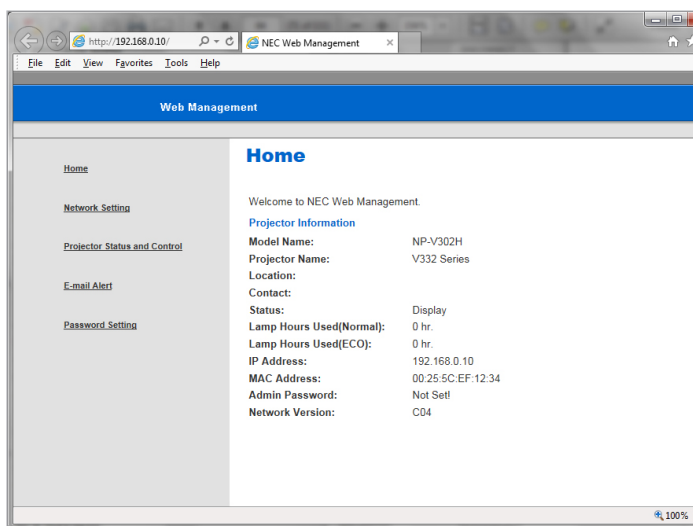 http://192.168.0.10/
NEC Web Management
File Edit View Favorites Tools Help
Web Management
Home
Network Setting
Projector Status and Control
E-mail Alert
Password Setting
Home
Welcome to NEC Web Management.
Projector Information
Model Name: NP-V302H
Projector Name: V332 Series
Location:
Contact:
Status: Display
Lamp Hours Used(Normal): 0 hr.
Lamp Hours Used(ECO): 0 hr.
IP Address: 192.168.0.10
MAC Address: 00:25:5C:EF:12:34
Admin Password: Not Set!
Network Version: C04
100%